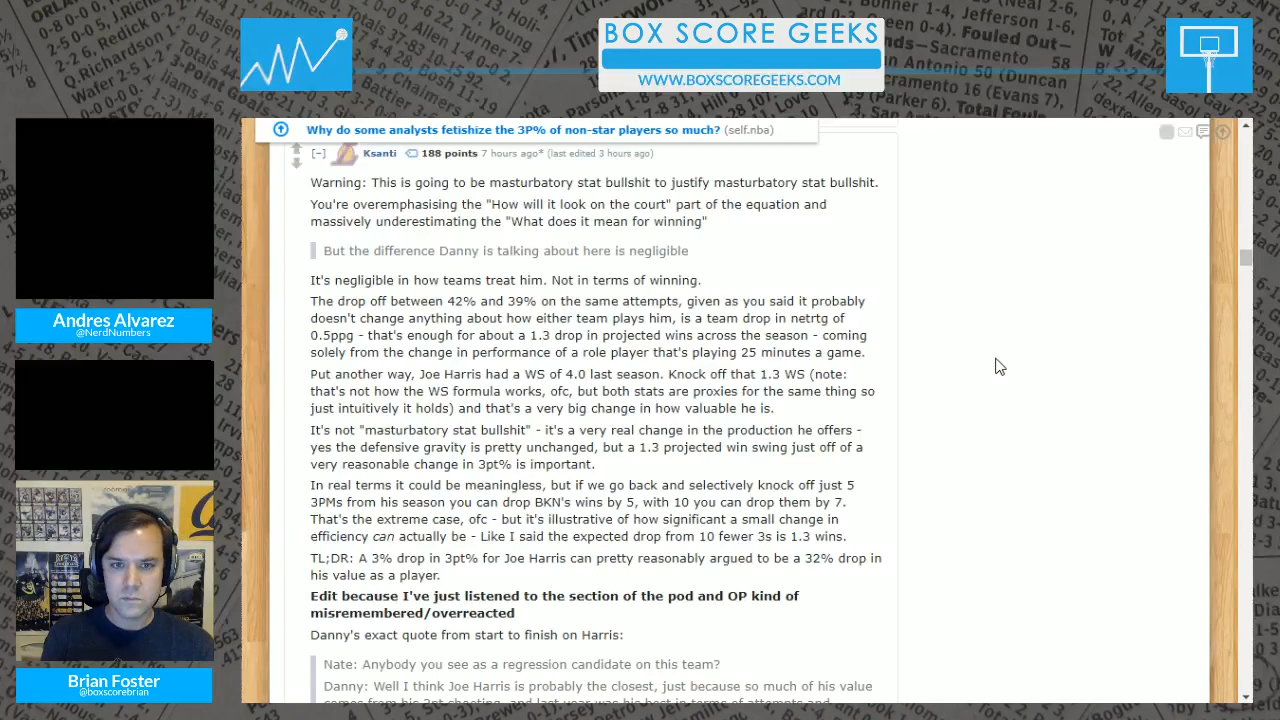 BOX SCORE GEEKS
WWW.BOXSCOREGEEKS.COM
Why do some analysts fetishize the 3P% of non-star players so much? (self.nba)
[–] Ksanti 188 points 7 hours ago* (last edited 3 hours ago)
Warning: This is going to be masturbatory stat bullshit to justify masturbatory stat bullshit.
You're overemphasising the "How will it look on the court" part of the equation and
massively underestimating the "What does it mean for winning"
But the difference Danny is talking about here is negligible
It's negligible in how teams treat him. Not in terms of winning.
The drop off between 42% and 39% on the same attempts, given as you said it probably
doesn't change anything about how either team plays him, is a team drop in netrtg of
0.5ppg - that's enough for about a 1.3 drop in projected wins across the season - coming
solely from the change in performance of a role player that's playing 25 minutes a game.
Put another way, Joe Harris had a WS of 4.0 last season. Knock off that 1.3 WS (note:
that's not how the WS formula works, ofc, but both stats are proxies for the same thing so
just intuitively it holds) and that's a very big change in how valuable he is.
It's not "masturbatory stat bullshit" - it's a very real change in the production he offers -
yes the defensive gravity is pretty unchanged, but a 1.3 projected win swing just off of a
very reasonable change in 3pt% is important.
In real terms it could be meaningless, but if we go back and selectively knock off just 5
3PMs from his season you can drop BKN's wins by 5, with 10 you can drop them by 7.
That's the extreme case, ofc - but it's illustrative of how significant a small change in
efficiency can actually be - Like I said the expected drop from 10 fewer 3s is 1.3 wins.
TL;DR: A 3% drop in 3pt% for Joe Harris can pretty reasonably argued to be a 32% drop in
his value as a player.
Edit because I've just listened to the section of the pod and OP kind of
misremembered/overreacted
Danny's exact quote from start to finish on Harris:
Nate: Anybody you see as a regression candidate on this team?
Danny: Well I think Joe Harris is probably the closest, just because so much of his value
comes from his 3pt shooting, and last year was his best in terms of attempts and
Andres Alvarez
@NerdNumbers
Brian Foster
@boxscorebrian